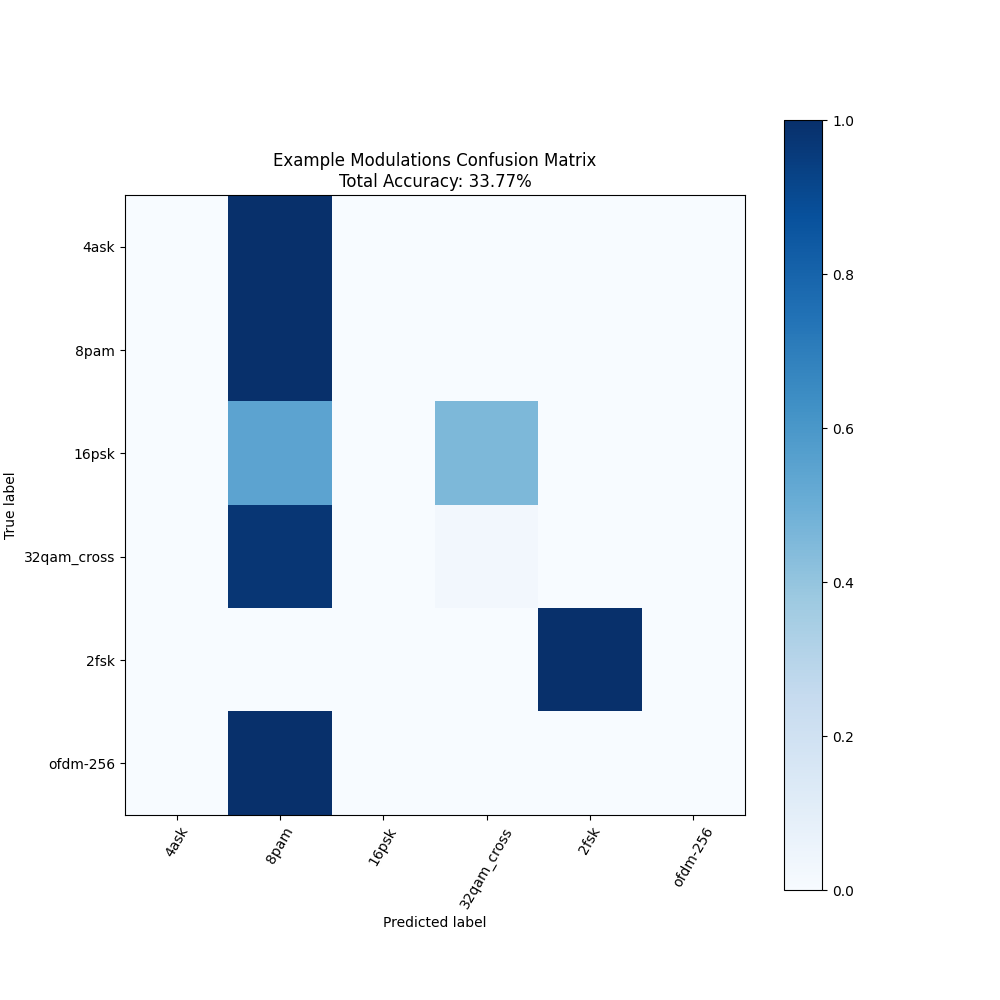 Example Modulations Confusion Matrix
Total Accuracy: 33.77%
True label
4ask
8pam
16psk
32qam_cross
2fsk
ofdm-256
4ask
8pam
16psk
32qam_cross
2fsk
ofdm-256
Predicted label
1.0
0.8
0.6
0.4
0.2
0.0